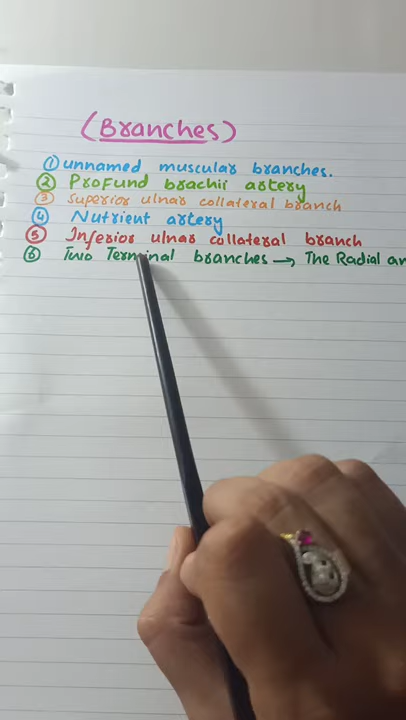 (Branches)
① unnamed muscular branches.
② Profund brachii artery
③ Superior ulnar collateral branch
④ Nutrient artery
⑤ Inferior ulnar collateral branch
⑥ Two Terminal branches → The Radial an